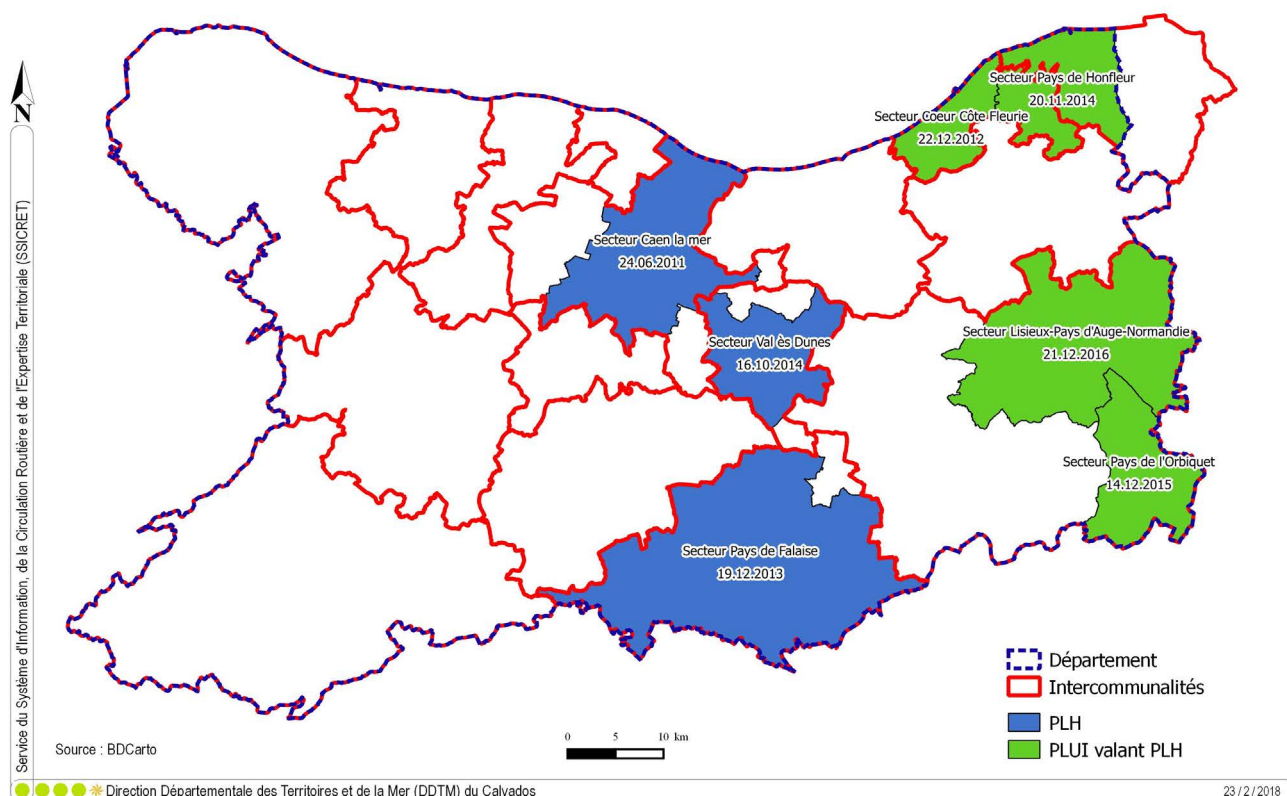 N
Service du Système d'Information, de la Circulation Routière et de l'Expertise Territoriale (SSICRET)
Secteur Pays de Honfleur
20.11.2014
Secteur Coeur Côte Fleurie
22.12.2012
Secteur Caen la mer
24.06.2011
Secteur Val ès Dunes
16.10.2014
Secteur Lisieux-Pays d'Auge-Normandie
21.12.2016
Secteur Pays de l'Orbiquet
14.12.2015
Secteur Pays de Falaise
19.12.2013
Département
Intercommunalités
PLH
PLUI valant PLH
Source : BDCarto
0 5 10 km
Direction Départementale des Territoires et de la Mer (DDTM) du Calvados
23 / 2 / 2018